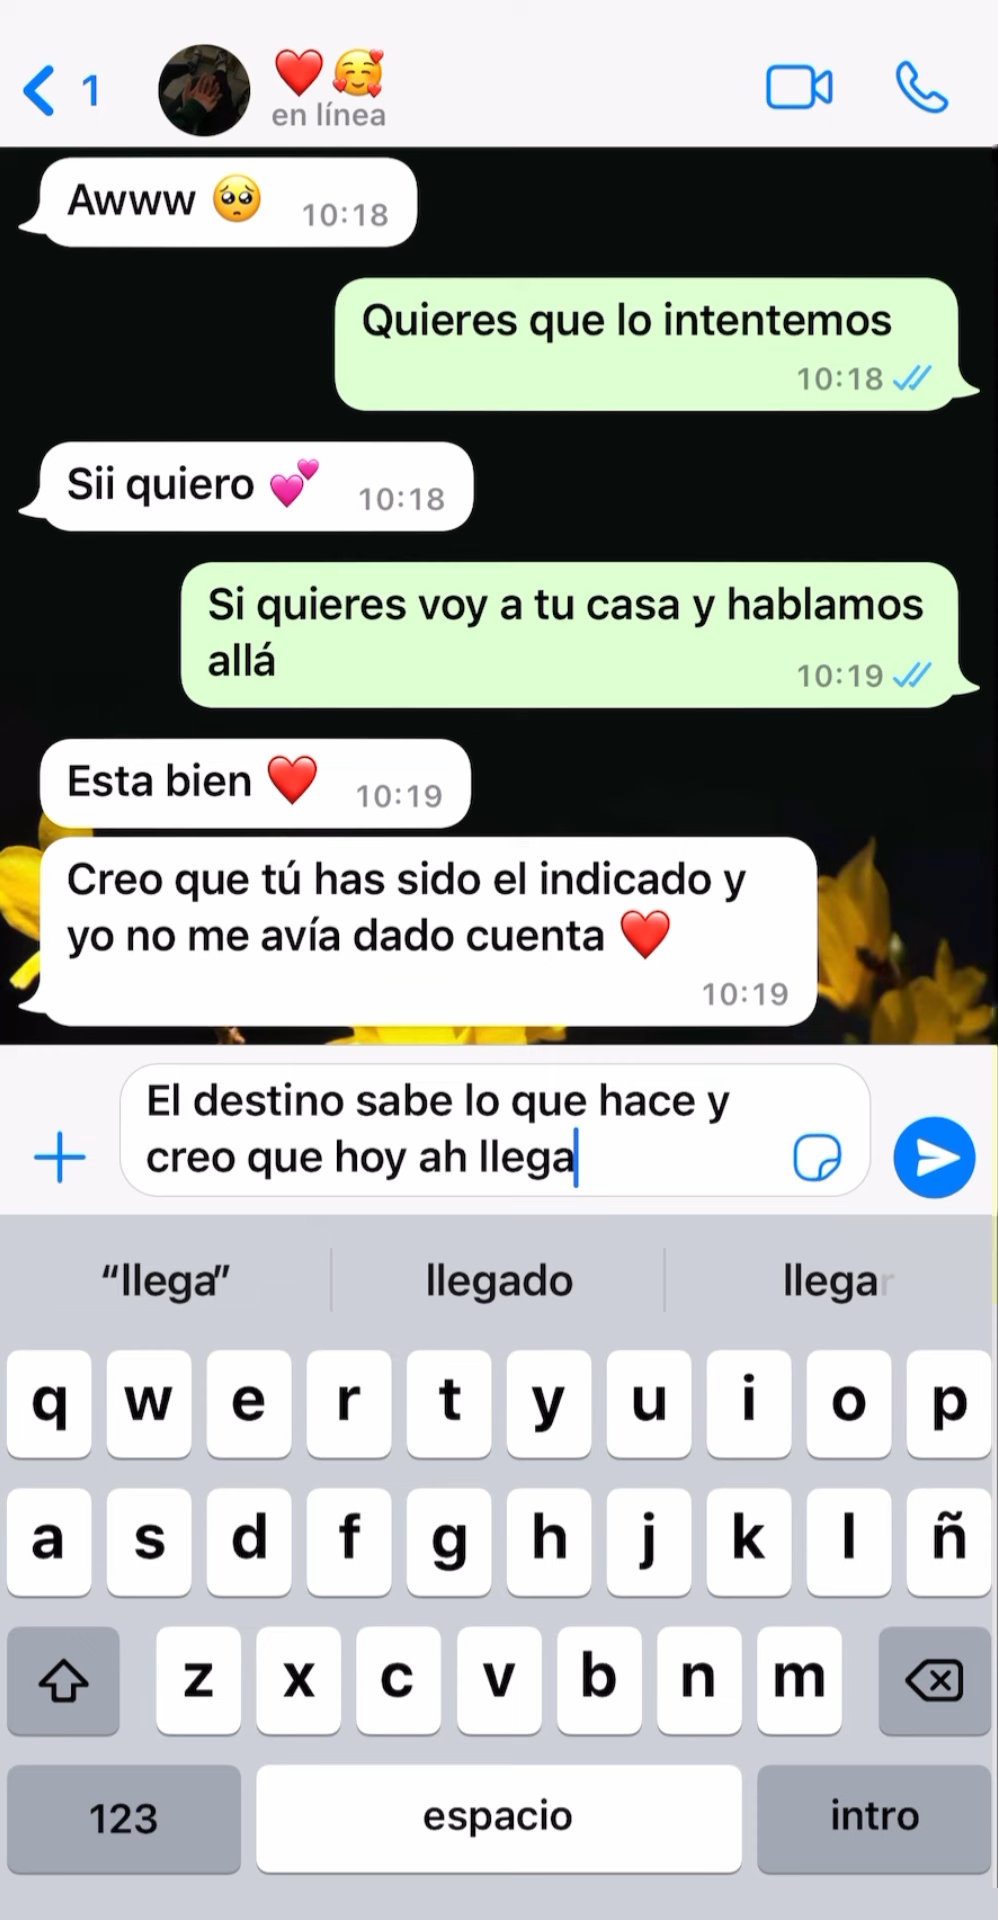 1
❤️🥰
en línea
Awww 🥺 10:18
Quieres que lo intentemos
10:18
Sii quiero 💕 10:18
Si quieres voy a tu casa y hablamos
allá 10:19
Esta bien ❤️ 10:19
Creo que tú has sido el indicado y
yo no me avía dado cuenta ❤️
10:19
El destino sabe lo que hace y
creo que hoy ah llega
“llega” llegado llegar
q w e r t y u i o p
a s d f g h j k l ñ
z x c v b n m
123 espacio intro